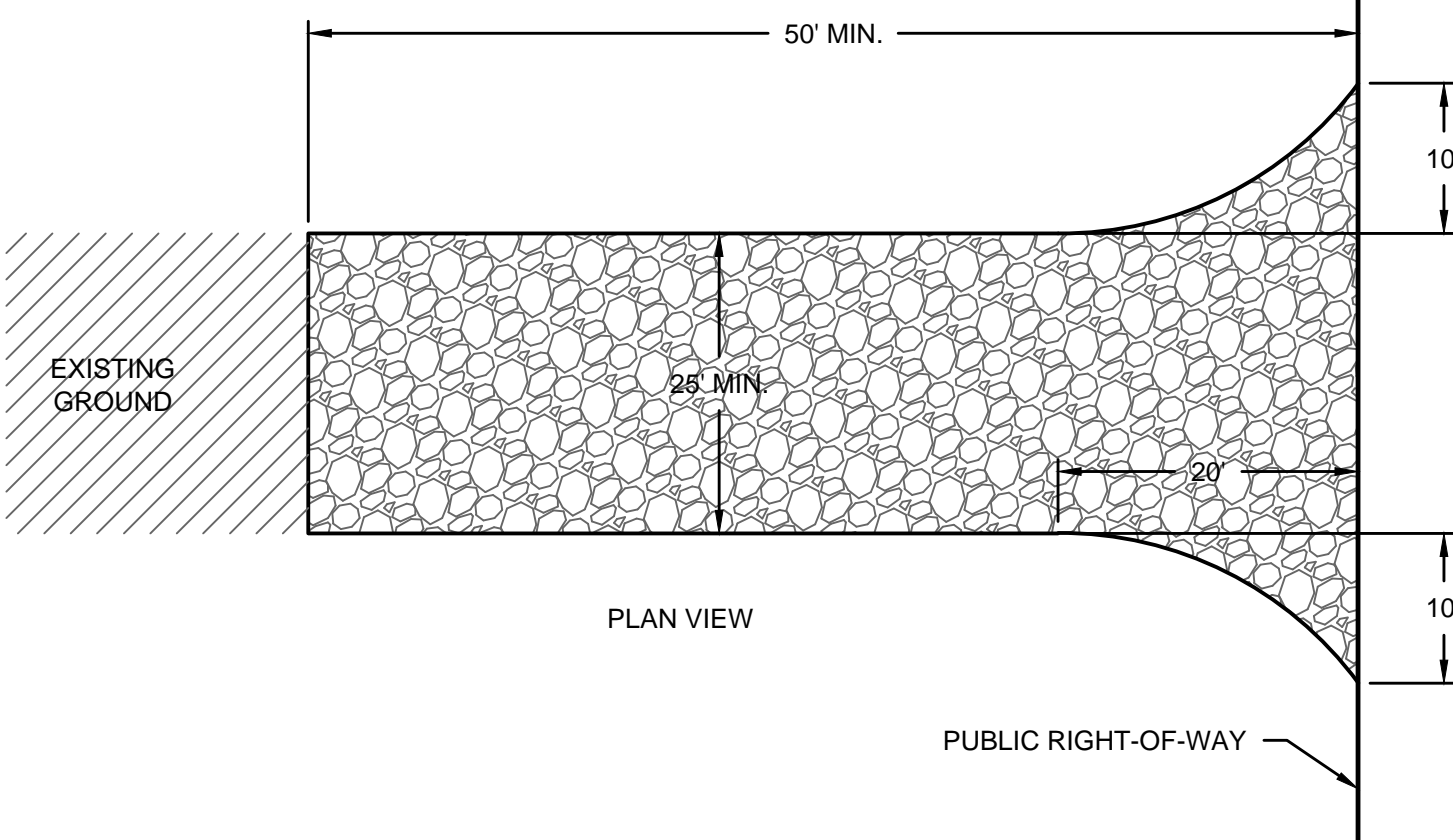 50' MIN.
10
EXISTING
GROUND
25' MIN.
20'
10
PLAN VIEW
PUBLIC RIGHT-OF-WAY